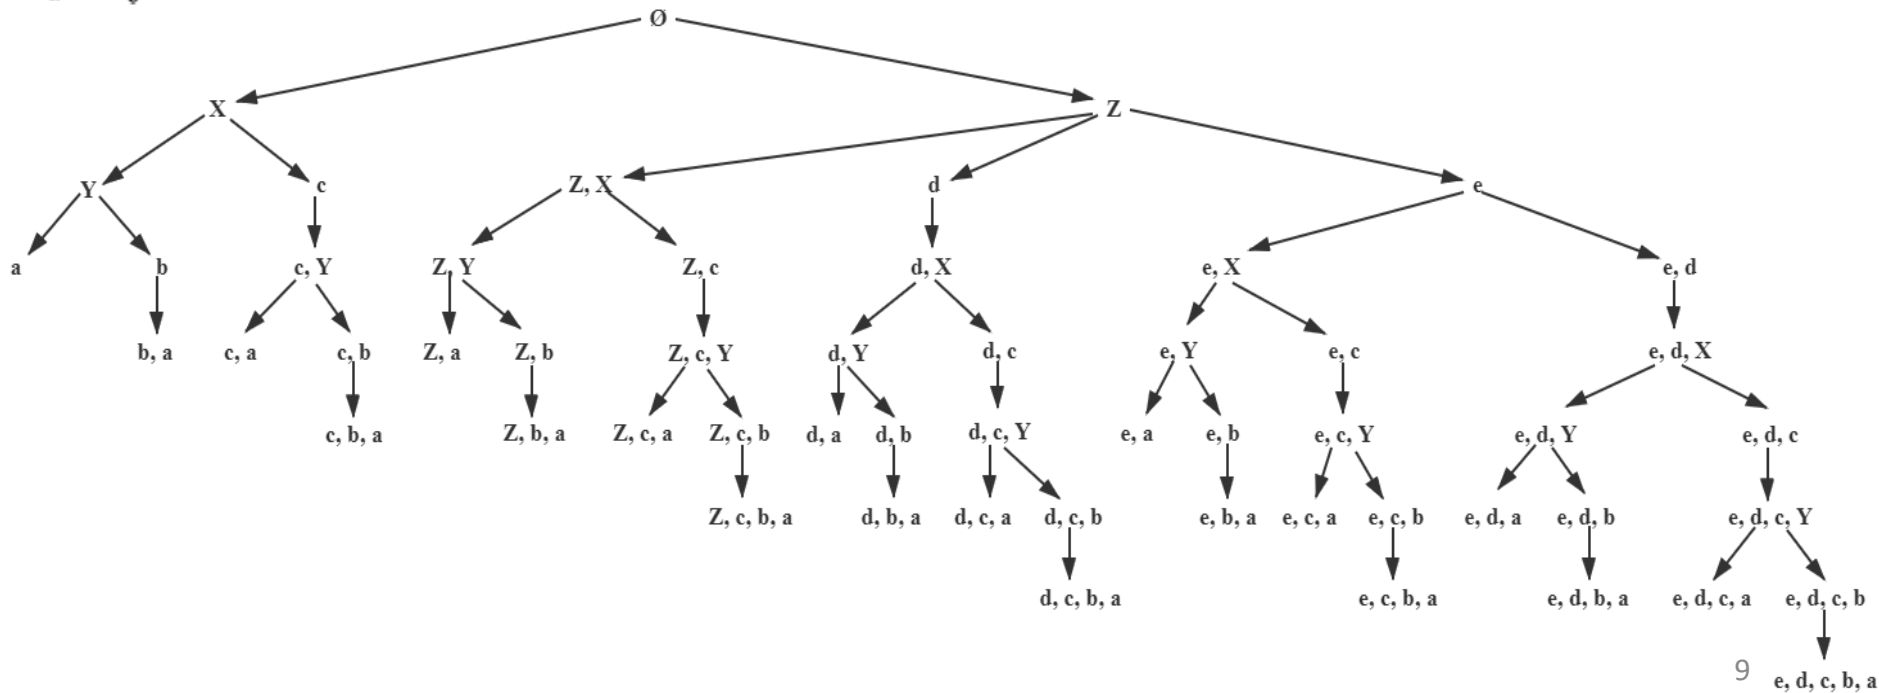 Ø
X
Z
Y
c
Z, X
d
e
a
b
c, Y
Z, Y
Z, c
d, X
e, X
e, d
b, a
c, a
c, b
Z, a
Z, b
Z, c, Y
d, Y
d, c
e, Y
e, c
e, d, X
c, b, a
Z, b, a
Z, c, a
Z, c, b
d, a
d, b
d, c, Y
e, a
e, b
e, c, Y
e, d, Y
e, d, c
Z, c, b, a
d, b, a
d, c, a
d, c, b
e, b, a
e, c, a
e, c, b
e, d, a
e, d, b
e, d, c, Y
d, c, b, a
e, c, b, a
e, d, b, a
e, d, c, a
e, d, c, b
9
e, d, c, b, a